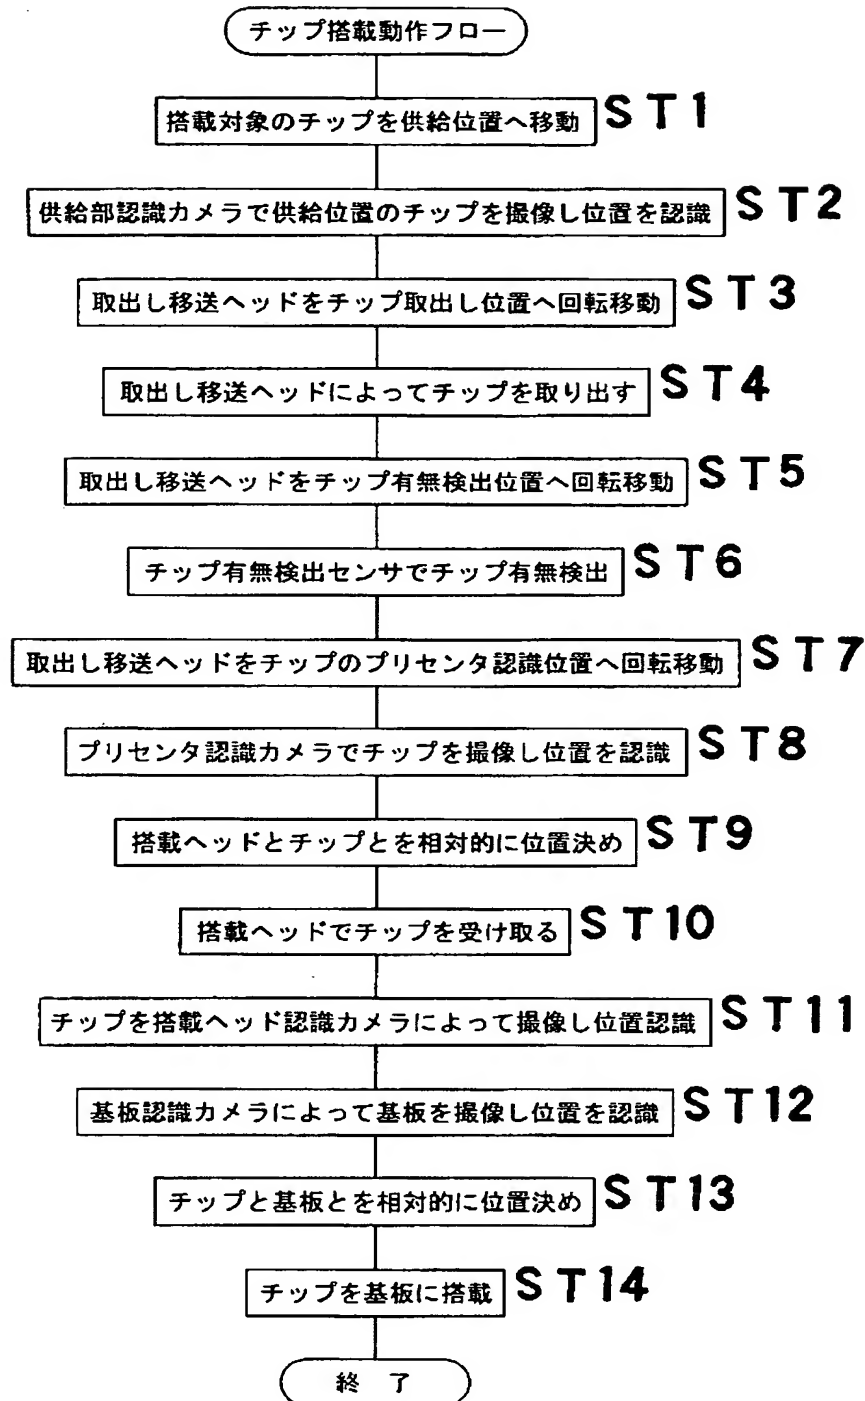 チップ搭載動作フロー
搭載対象のチップを供給位置へ移動 ST1
供給部認識カメラで供給位置のチップを撮像し位置を認識 ST2
取出し移送ヘッドをチップ取出し位置へ回転移動 ST3
取出し移送ヘッドによってチップを取り出す ST4
取出し移送ヘッドをチップ有無検出位置へ回転移動 ST5
チップ有無検出センサでチップ有無検出 ST6
取出し移送ヘッドをチップのプリセンタ認識位置へ回転移動 ST7
プリセンタ認識カメラでチップを撮像し位置を認識 ST8
搭載ヘッドとチップとを相対的に位置決め ST9
搭載ヘッドでチップを受け取る ST10
チップを搭載ヘッド認識カメラによって撮像し位置認識 ST11
基板認識カメラによって基板を撮像し位置を認識 ST12
チップと基板とを相対的に位置決め ST13
チップを基板に搭載 ST14
終 了